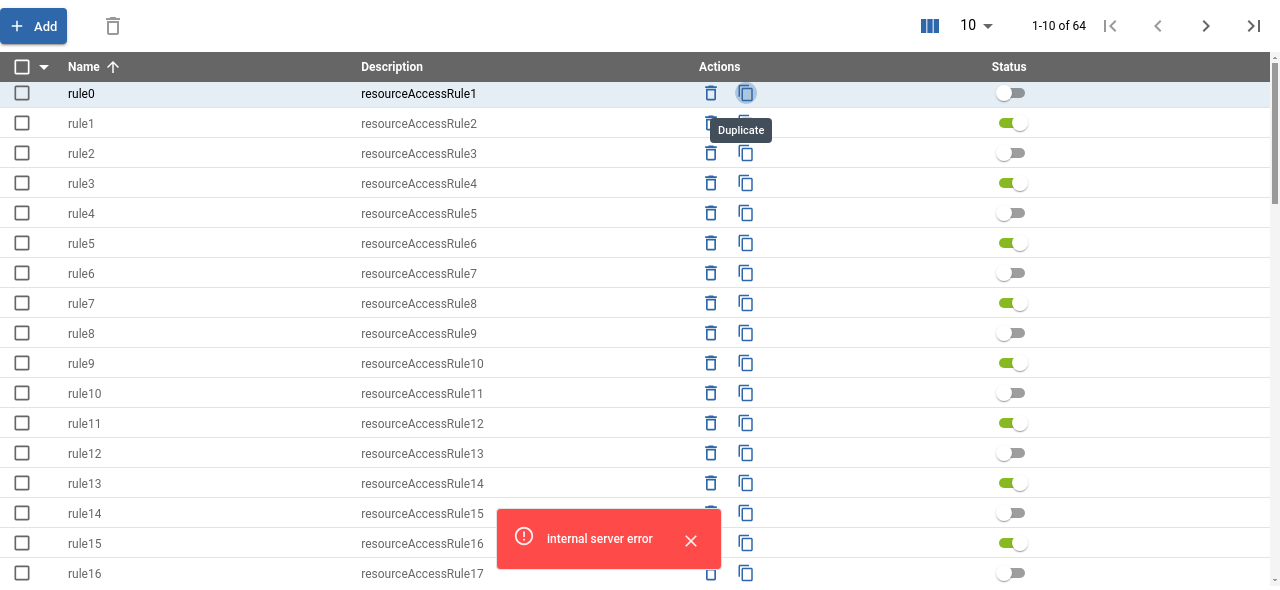 Add 10 1-10 of 64
Name Description Actions Status
rule0 resourceAccessRule1
rule1 resourceAccessRule2
Duplicate
rule2 resourceAccessRule3
rule3 resourceAccessRule4
rule4 resourceAccessRule5
rule5 resourceAccessRule6
rule6 resourceAccessRule7
rule7 resourceAccessRule8
rule8 resourceAccessRule9
rule9 resourceAccessRule10
rule10 resourceAccessRule11
rule11 resourceAccessRule12
rule12 resourceAccessRule13
rule13 resourceAccessRule14
rule14 resourceAccessRule15
internal server error
rule15 resourceAccessRule16
rule16 resourceAccessRule17